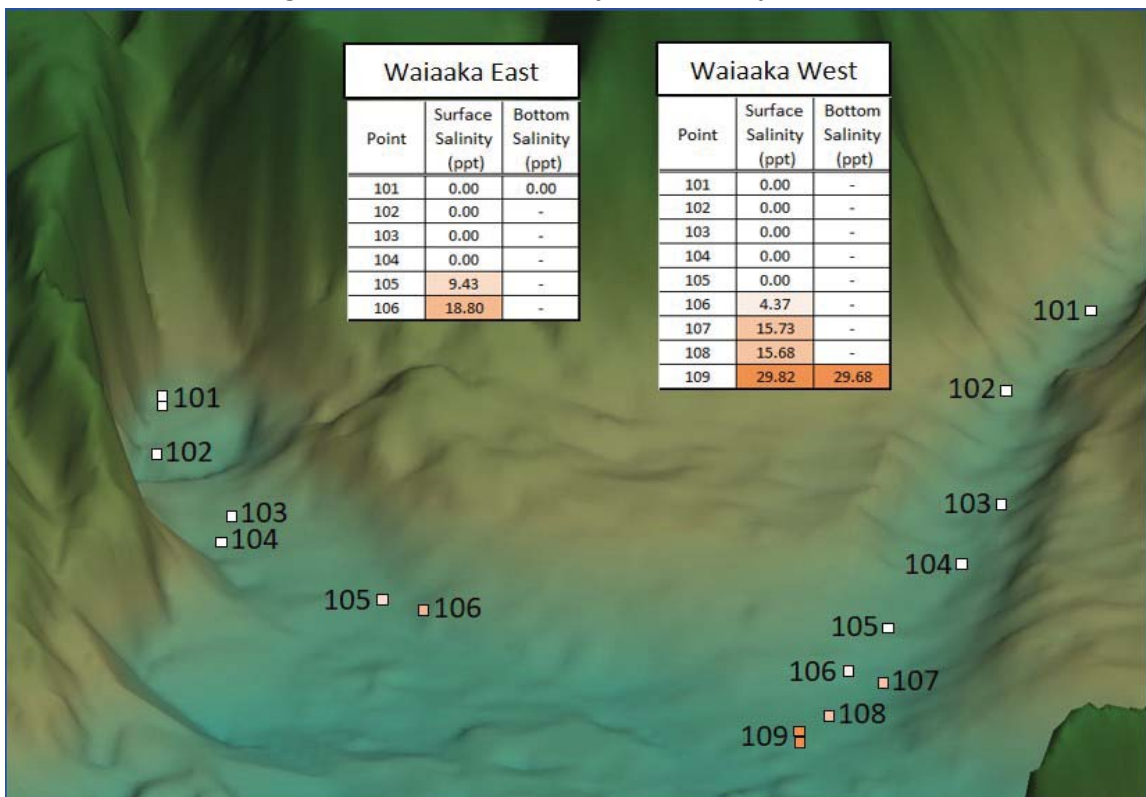 Waiaaka East
Point Surface Salinity (ppt) Bottom Salinity (ppt)
101 0.00 0.00
102 0.00 -
103 0.00 -
104 0.00 -
105 9.43 -
106 18.80 -
Waiaaka West
Point Surface Salinity (ppt) Bottom Salinity (ppt)
101 0.00 -
102 0.00 -
103 0.00 -
104 0.00 -
105 0.00 -
106 4.37 -
107 15.73 -
108 15.68 -
109 29.82 29.68
101
102
103
104
105
106
101
102
103
104
105
106
107
108
109